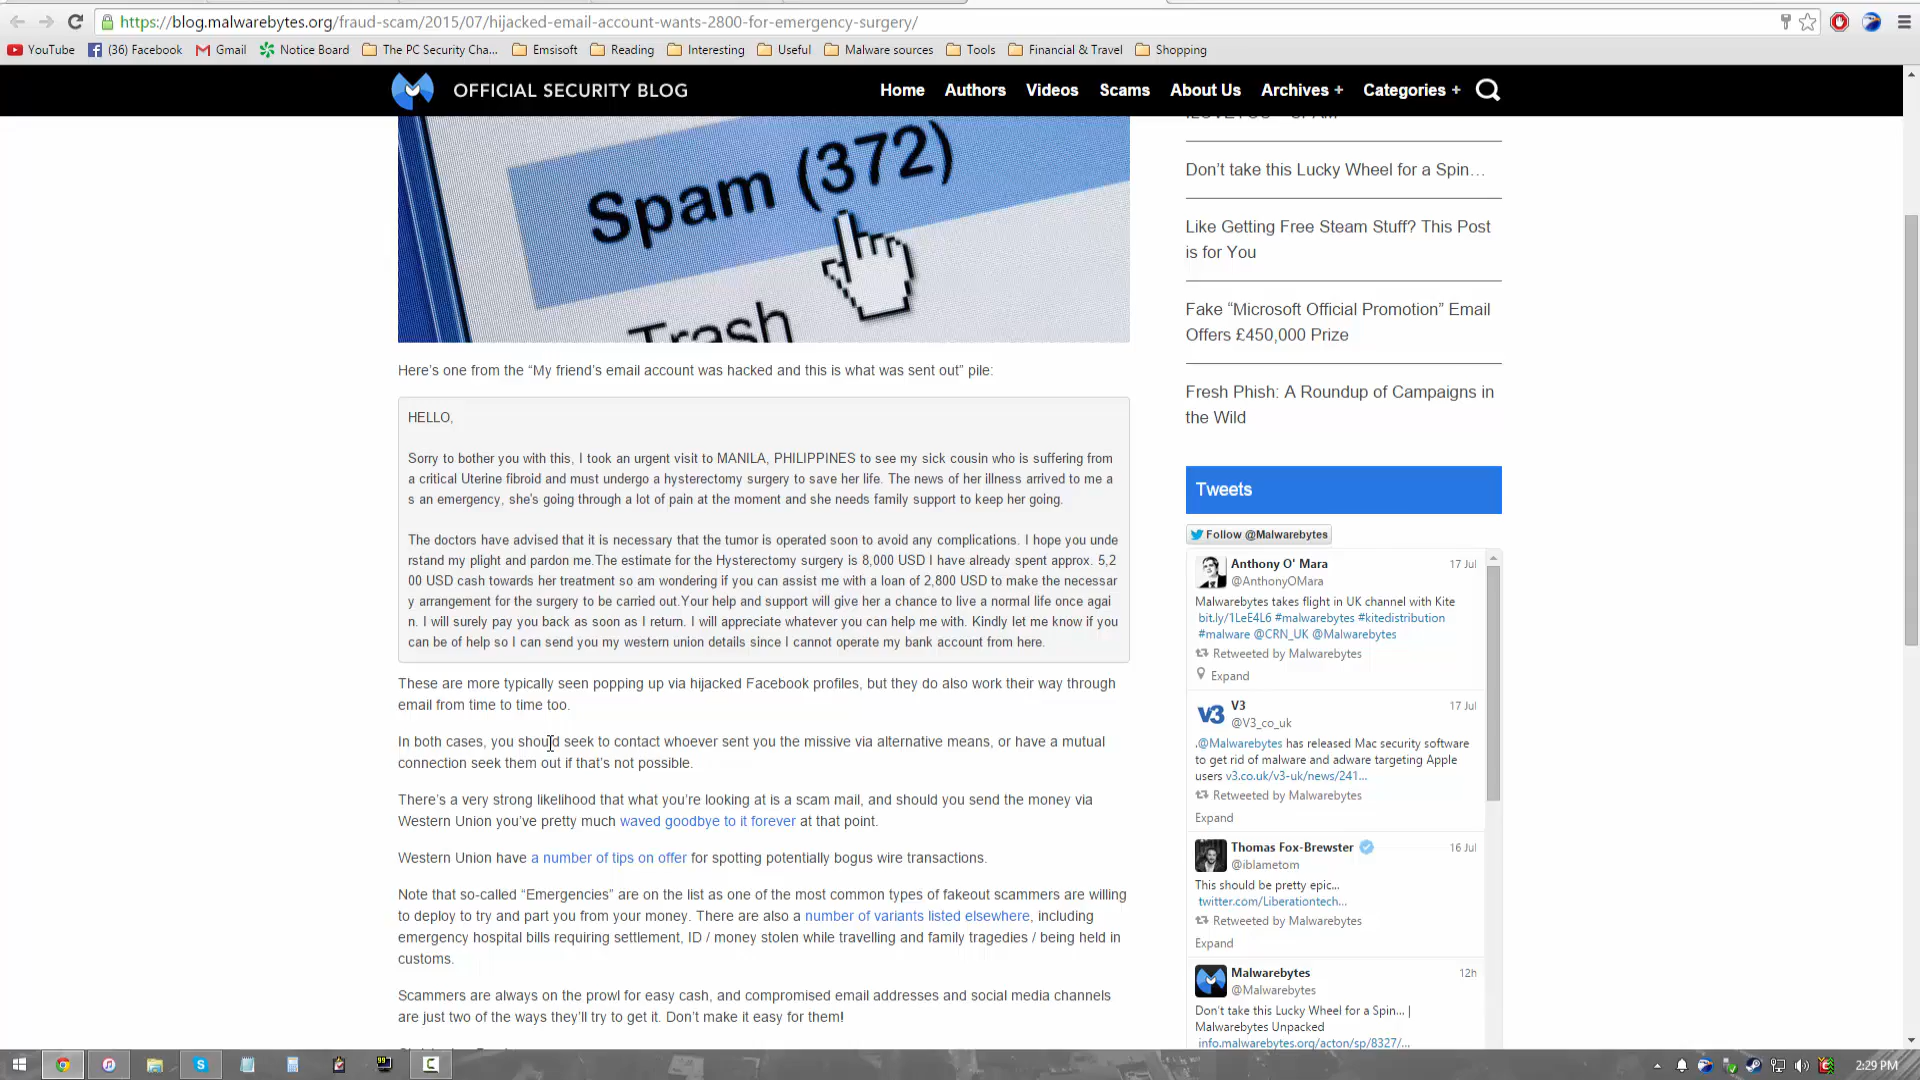 https://blog.malwarebytes.org/fraud-scam/2015/07/hijacked-email-account-wants-2800-for-emergency-surgery/
YouTube (36) Facebook Gmail Notice Board The PC Security Cha... Emsisoft Reading Interesting Useful Malware sources Tools Financial & Travel Shopping
OFFICIAL SECURITY BLOG
Home Authors Videos Scams About Us Archives + Categories +
Spam (372)
Trash
Here's one from the “My friend's email account was hacked and this is what was sent out” pile:
HELLO,
Sorry to bother you with this, I took an urgent visit to MANILA, PHILIPPINES to see my sick cousin who is suffering from
a critical Uterine fibroid and must undergo a hysterectomy surgery to save her life. The news of her illness arrived to me a
s an emergency, she's going through a lot of pain at the moment and she needs family support to keep her going.
The doctors have advised that it is necessary that the tumor is operated soon to avoid any complications. I hope you unde
rstand my plight and pardon me.The estimate for the Hysterectomy surgery is 8,000 USD I have already spent approx. 5,2
00 USD cash towards her treatment so am wondering if you can assist me with a loan of 2,800 USD to make the necessar
y arrangement for the surgery to be carried out.Your help and support will give her a chance to live a normal life once agai
n. I will surely pay you back as soon as I return. I will appreciate whatever you can help me with. Kindly let me know if you
can be of help so I can send you my western union details since I cannot operate my bank account from here.
These are more typically seen popping up via hijacked Facebook profiles, but they do also work their way through
email from time to time too.
In both cases, you should seek to contact whoever sent you the missive via alternative means, or have a mutual
connection seek them out if that's not possible.
There's a very strong likelihood that what you're looking at is a scam mail, and should you send the money via
Western Union you've pretty much waved goodbye to it forever at that point.
Western Union have a number of tips on offer for spotting potentially bogus wire transactions.
Note that so-called “Emergencies” are on the list as one of the most common types of fakeout scammers are willing
to deploy to try and part you from your money. There are also a number of variants listed elsewhere, including
emergency hospital bills requiring settlement, ID / money stolen while travelling and family tragedies / being held in
customs.
Scammers are always on the prowl for easy cash, and compromised email addresses and social media channels
are just two of the ways they'll try to get it. Don't make it easy for them!
Don't take this Lucky Wheel for a Spin…
Like Getting Free Steam Stuff? This Post
is for You
Fake “Microsoft Official Promotion” Email
Offers £450,000 Prize
Fresh Phish: A Roundup of Campaigns in
the Wild
Tweets
Follow @Malwarebytes
Anthony O' Mara 17 Jul
@AnthonyOMara
Malwarebytes takes flight in UK channel with Kite
bit.ly/1LeE4L6 #malwarebytes #kitedistribution
#malware @CRN_UK @Malwarebytes
Retweeted by Malwarebytes
Expand
V3 17 Jul
@V3_co_uk
.@Malwarebytes has released Mac security software
to get rid of malware and adware targeting Apple
users v3.co.uk/v3-uk/news/241...
Retweeted by Malwarebytes
Expand
Thomas Fox-Brewster 16 Jul
@iblametom
This should be pretty epic...
twitter.com/Liberationtech...
Retweeted by Malwarebytes
Expand
Malwarebytes 12h
@Malwarebytes
Don't take this Lucky Wheel for a Spin... |
Malwarebytes Unpacked
info.malwarebytes.org/acton/sp/8327/...
2:29 PM